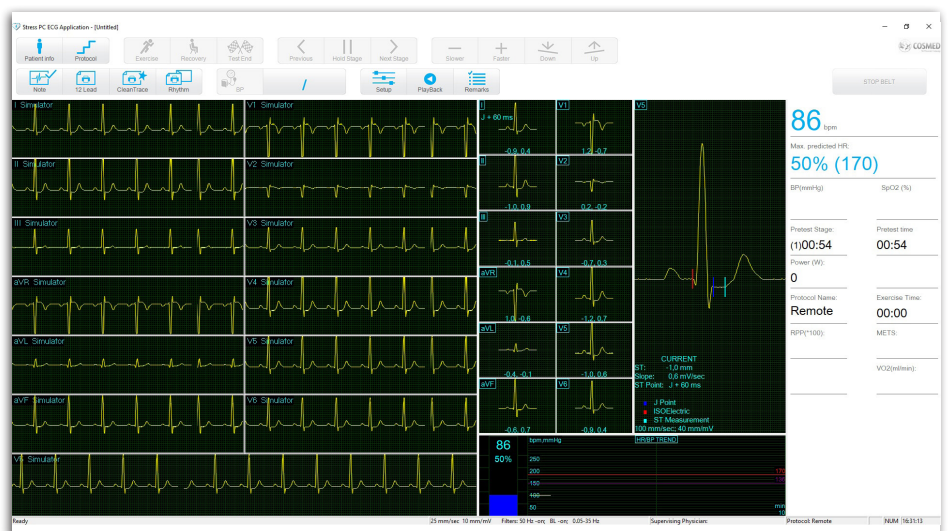 Stress PC ECG Application - [Untitled]
COSMED
Patient info Protocol Exercise Recovery Test End Previous Hold Stage Next Stage Slower Faster Down Up
Note 12 Lead CleanTrace Rhythm BP / Setup PlayBack Remarks
STOP BELT
I Simulator
V1 Simulator
II Simulator
V2 Simulator
III Simulator
V3 Simulator
aVR Simulator
V4 Simulator
aVL Simulator
V5 Simulator
aVF Simulator
V6 Simulator
V5 Simulator
I V1
J + 60 ms
-0.9, 0.4 1.2, -0.7
II V2
-1.0, 0.9 0.2, -0.2
III V3
-0.1, 0.5 -0.7, 0.3
aVR V4
1.0, -0.6 -1.2, 0.7
aVL V5
-0.4, -0.1 -1.0, 0.6
aVF V6
-0.6, 0.7 -0.9, 0.4
V5
CURRENT
ST: -1,0 mm
Slope: 0,6 mV/sec
ST Point: J + 60 ms
J Point
ISOElectric
ST Measurement
100 mm/sec; 40 mm/mV
86
50%
bpm,mmHg
250
200
150
100
50
HR/BP TREND
170
min
10
86 bpm
Max. predicted HR:
50% (170)
BP(mmHg) SpO2 (%)
Pretest Stage: Pretest time
(1)00:54 00:54
Power (W):
0
Protocol Name: Exercise Time:
Remote 00:00
RPP(*100): METS:
VO2(ml/min):
Ready 25 mm/sec 10 mm/mV Filters: 50 Hz -on; BL -on; 0.05-35 Hz Supervising Physician: Protocol: Remote NUM 16:31:13